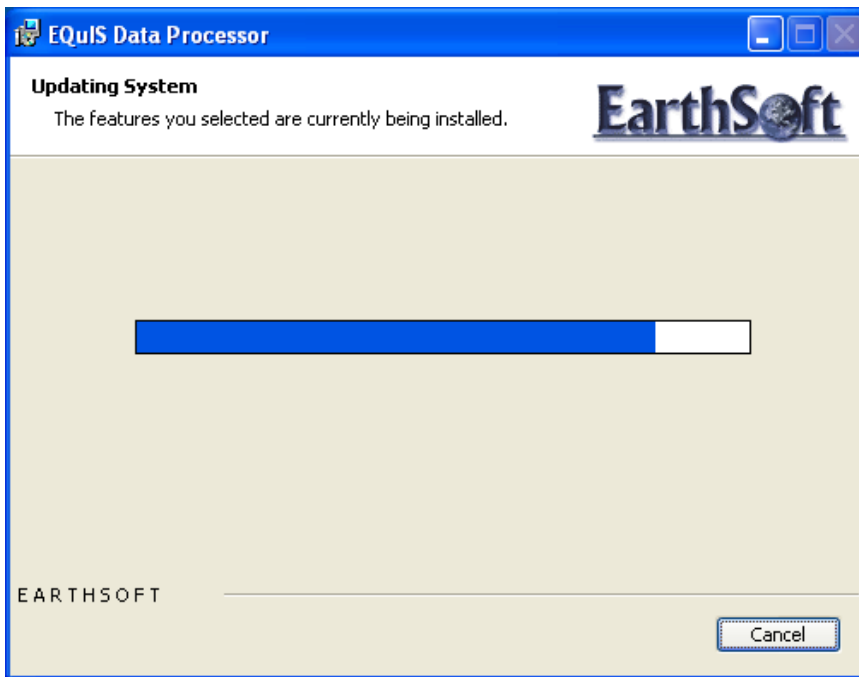 EQuIS Data Processor
Updating System
The features you selected are currently being installed.
EarthSoft
EARTHSOFT
Cancel